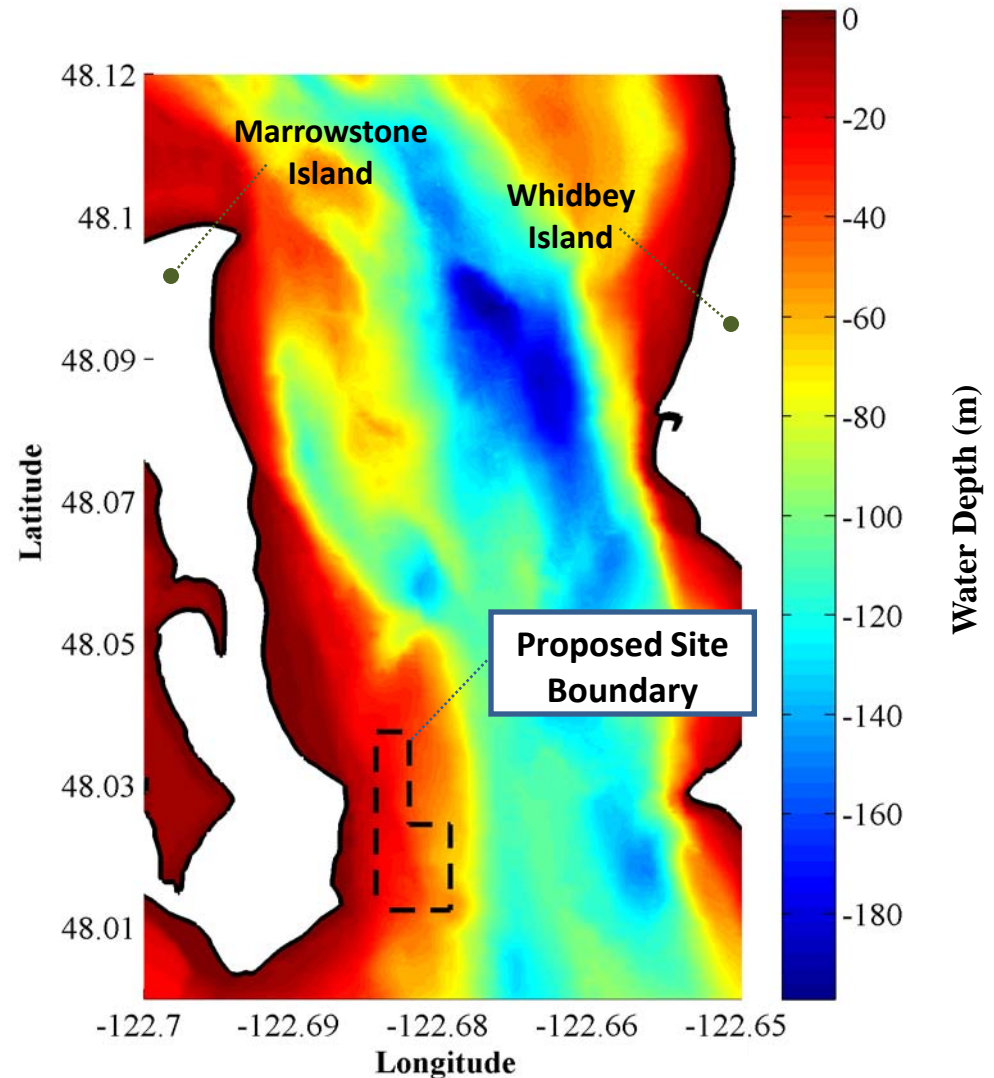 48.12
48.1
48.09
48.07
48.05
48.03
48.01
Latitude
Marrowstone
Island
Whidbey
Island
Proposed Site
Boundary
-122.7
-122.69
-122.68
-122.66
-122.65
Longitude
0
-20
-40
-60
-80
-100
-120
-140
-160
-180
Water Depth (m)